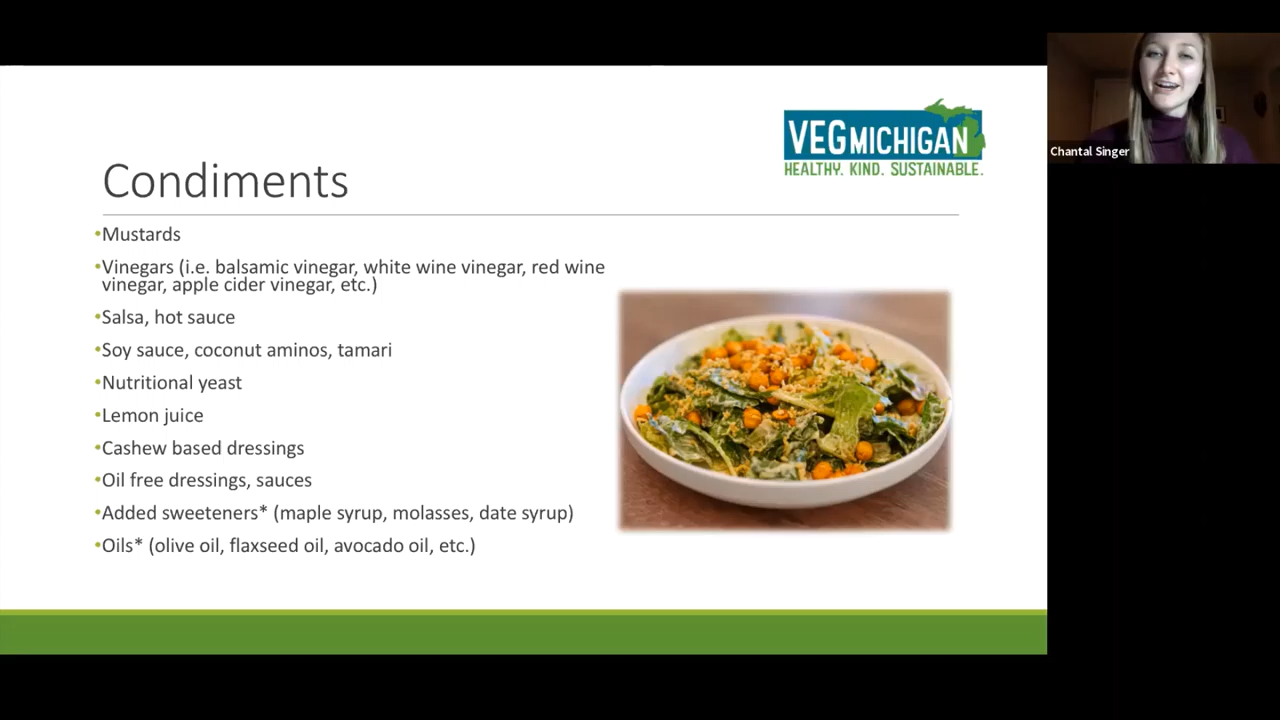 VEGMICHIGAN
HEALTHY. KIND. SUSTAINABLE.
Chantal Singer
Condiments
•Mustards
•Vinegars (i.e. balsamic vinegar, white wine vinegar, red wine
vinegar, apple cider vinegar, etc.)
•Salsa, hot sauce
•Soy sauce, coconut aminos, tamari
•Nutritional yeast
•Lemon juice
•Cashew based dressings
•Oil free dressings, sauces
•Added sweeteners* (maple syrup, molasses, date syrup)
•Oils* (olive oil, flaxseed oil, avocado oil, etc.)